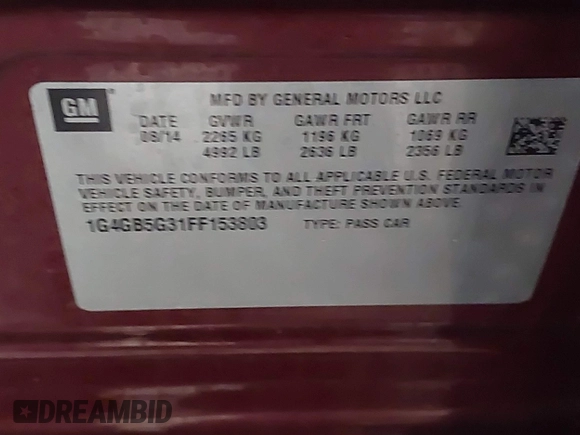 GM
MFD BY GENERAL MOTORS LLC
DATE GVWR GAWR FRT GAWR RR
08/14 2265 KG 1196 KG 1069 KG
4992 LB 2636 LB 2356 LB
THIS VEHICLE CONFORMS TO ALL APPLICABLE U.S. FEDERAL MOTOR
VEHICLE SAFETY, BUMPER, AND THEFT PREVENTION STANDARDS IN
EFFECT ON THE DATE OF MANUFACTURE SHOWN ABOVE.
1G4GB5G31FF153803 TYPE: PASS CAR
DREAMBID